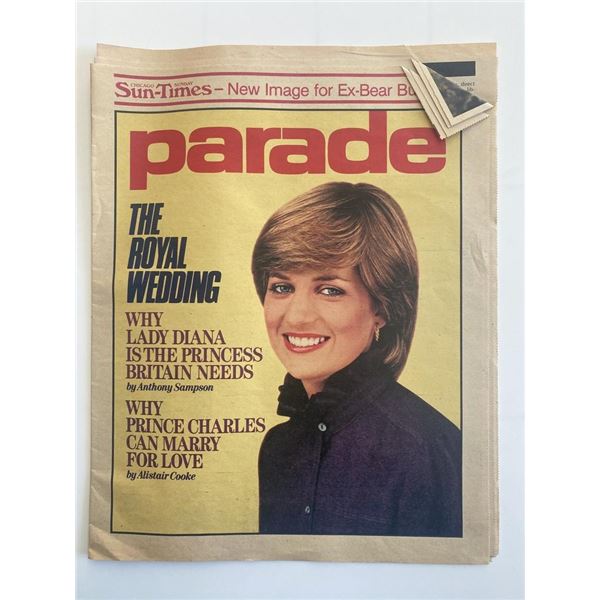 CHICAGO SUNDAY
SUN-TIMES – New Image for Ex-Bear
direct
parade
THE
ROYAL
WEDDING
WHY
LADY DIANA
IS THE PRINCESS
BRITAIN NEEDS
by Anthony Sampson
WHY
PRINCE CHARLES
CAN MARRY
FOR LOVE
by Alistair Cooke